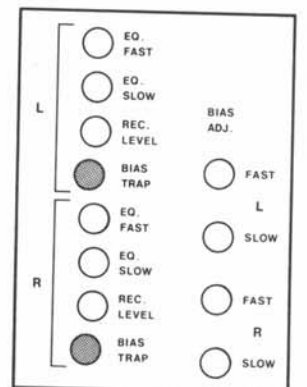 EQ.
FAST
EQ.
SLOW
REC.
LEVEL
BIAS
TRAP
L
EQ.
FAST
EQ.
SLOW
REC.
LEVEL
BIAS
TRAP
R
BIAS
ADJ.
FAST
L
SLOW
FAST
R
SLOW